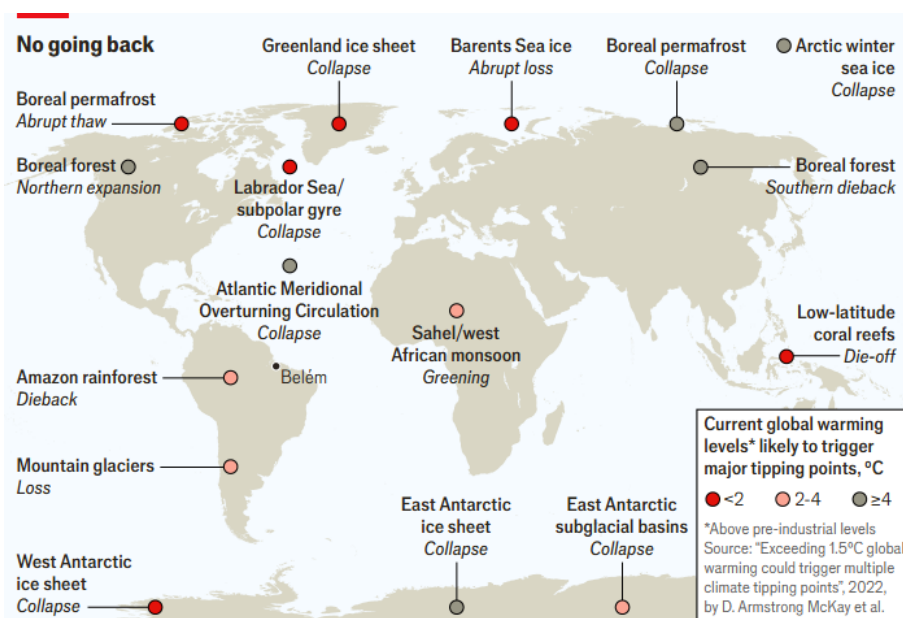 No going back
Greenland ice sheet
Collapse
Barents Sea ice
Abrupt loss
Boreal permafrost
Collapse
Arctic winter
sea ice
Collapse
Boreal permafrost
Abrupt thaw
Boreal forest
Northern expansion
Labrador Sea/
subpolar gyre
Collapse
Boreal forest
Southern dieback
Atlantic Meridional
Overturning Circulation
Collapse
Sahel/west
African monsoon
Greening
Low-latitude
coral reefs
Die-off
Amazon rainforest
Dieback
Belém
Mountain glaciers
Loss
East Antarctic
ice sheet
Collapse
East Antarctic
subglacial basins
Collapse
West Antarctic
ice sheet
Collapse
Current global warming
levels* likely to trigger
major tipping points, ºC
<2 2-4 ≥4
*Above pre-industrial levels
Source: “Exceeding 1.5ºC global
warming could trigger multiple
climate tipping points”, 2022,
by D. Armstrong McKay et al.